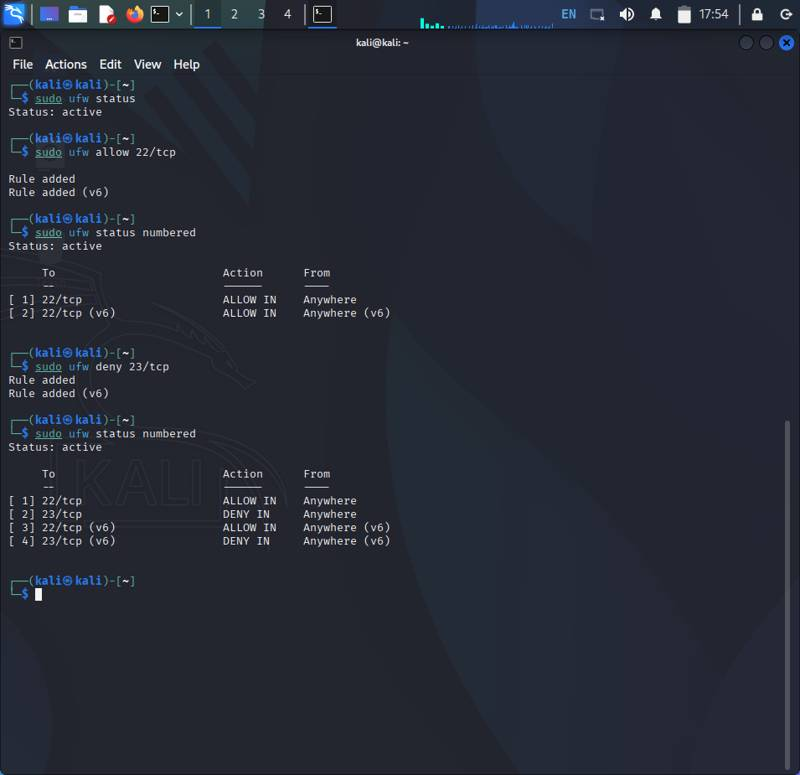 1 2 3 4 EN 17:54
kali@kali: ~
File Actions Edit View Help
┌──(kali㉿kali)-[~]
└─$ sudo ufw status
Status: active
┌──(kali㉿kali)-[~]
└─$ sudo ufw allow 22/tcp
Rule added
Rule added (v6)
┌──(kali㉿kali)-[~]
└─$ sudo ufw status numbered
Status: active
To Action From
-- ------ ----
[ 1] 22/tcp ALLOW IN Anywhere
[ 2] 22/tcp (v6) ALLOW IN Anywhere (v6)
┌──(kali㉿kali)-[~]
└─$ sudo ufw deny 23/tcp
Rule added
Rule added (v6)
┌──(kali㉿kali)-[~]
└─$ sudo ufw status numbered
Status: active
To Action From
-- ------ ----
KALI
[ 1] 22/tcp ALLOW IN Anywhere
[ 2] 23/tcp DENY IN Anywhere
[ 3] 22/tcp (v6) ALLOW IN Anywhere (v6)
[ 4] 23/tcp (v6) DENY IN Anywhere (v6)
┌──(kali㉿kali)-[~]
└─$